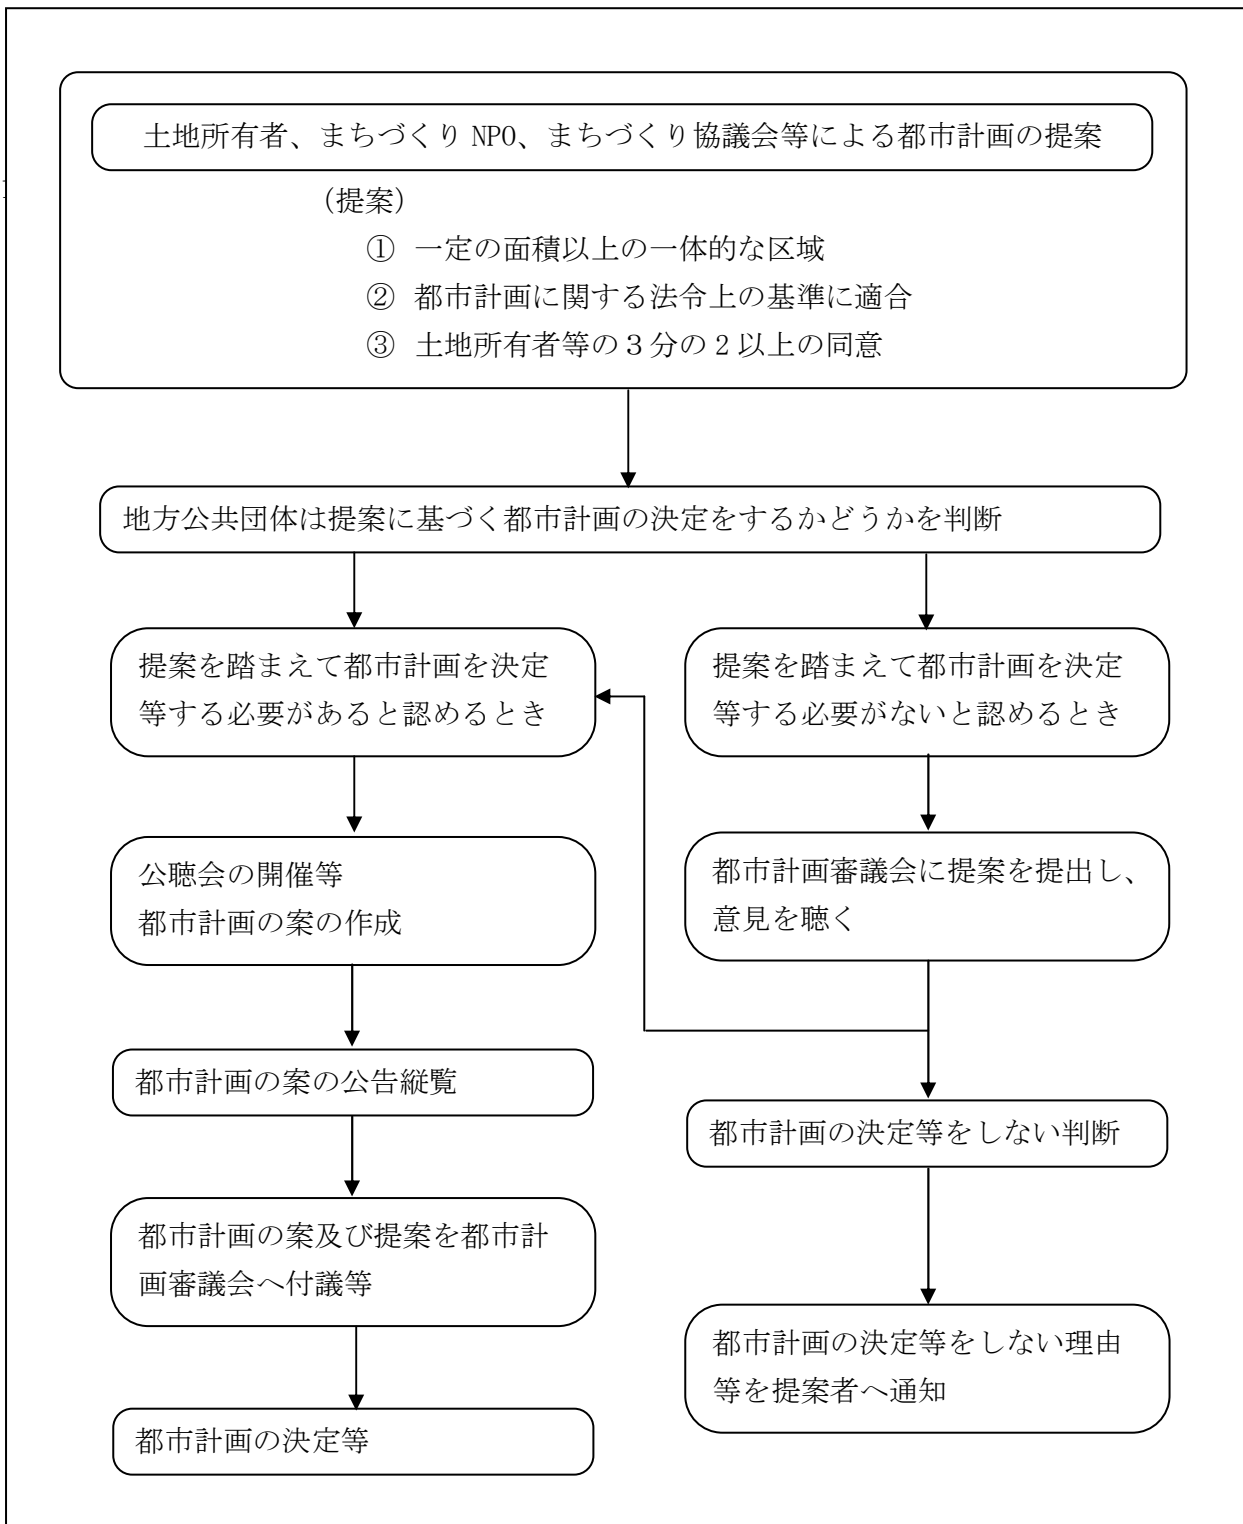 土地所有者、まちづくり NPO、まちづくり協議会等による都市計画の提案
（提案）
① 一定の面積以上の一体的な区域
② 都市計画に関する法令上の基準に適合
③ 土地所有者等の３分の２以上の同意
地方公共団体は提案に基づく都市計画の決定をするかどうかを判断
提案を踏まえて都市計画を決定
等する必要があると認めるとき
提案を踏まえて都市計画を決定
等する必要がないと認めるとき
公聴会の開催等
都市計画の案の作成
都市計画審議会に提案を提出し、
意見を聴く
都市計画の案の公告縦覧
都市計画の決定等をしない判断
都市計画の案及び提案を都市計
画審議会へ付議等
都市計画の決定等をしない理由
等を提案者へ通知
都市計画の決定等